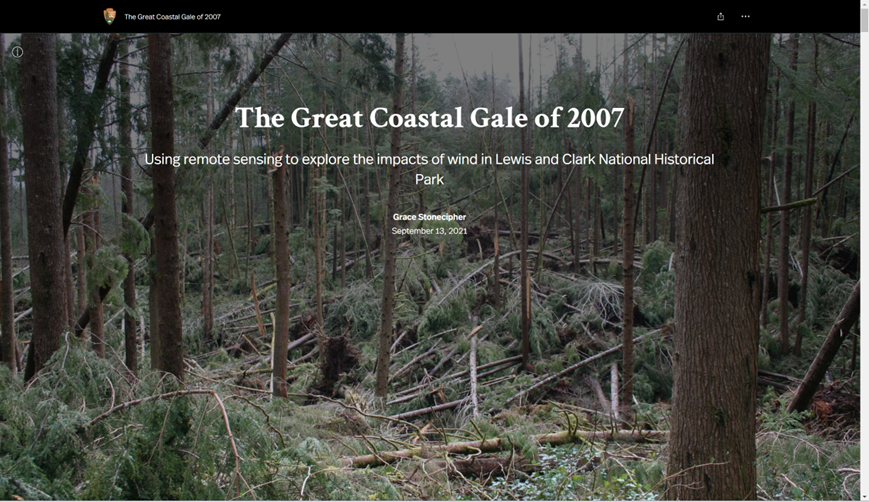 The Great Coastal Gale of 2007
The Great Coastal Gale of 2007
Using remote sensing to explore the impacts of wind in Lewis and Clark National Historical
Park
Grace Stonecipher
September 13, 2021